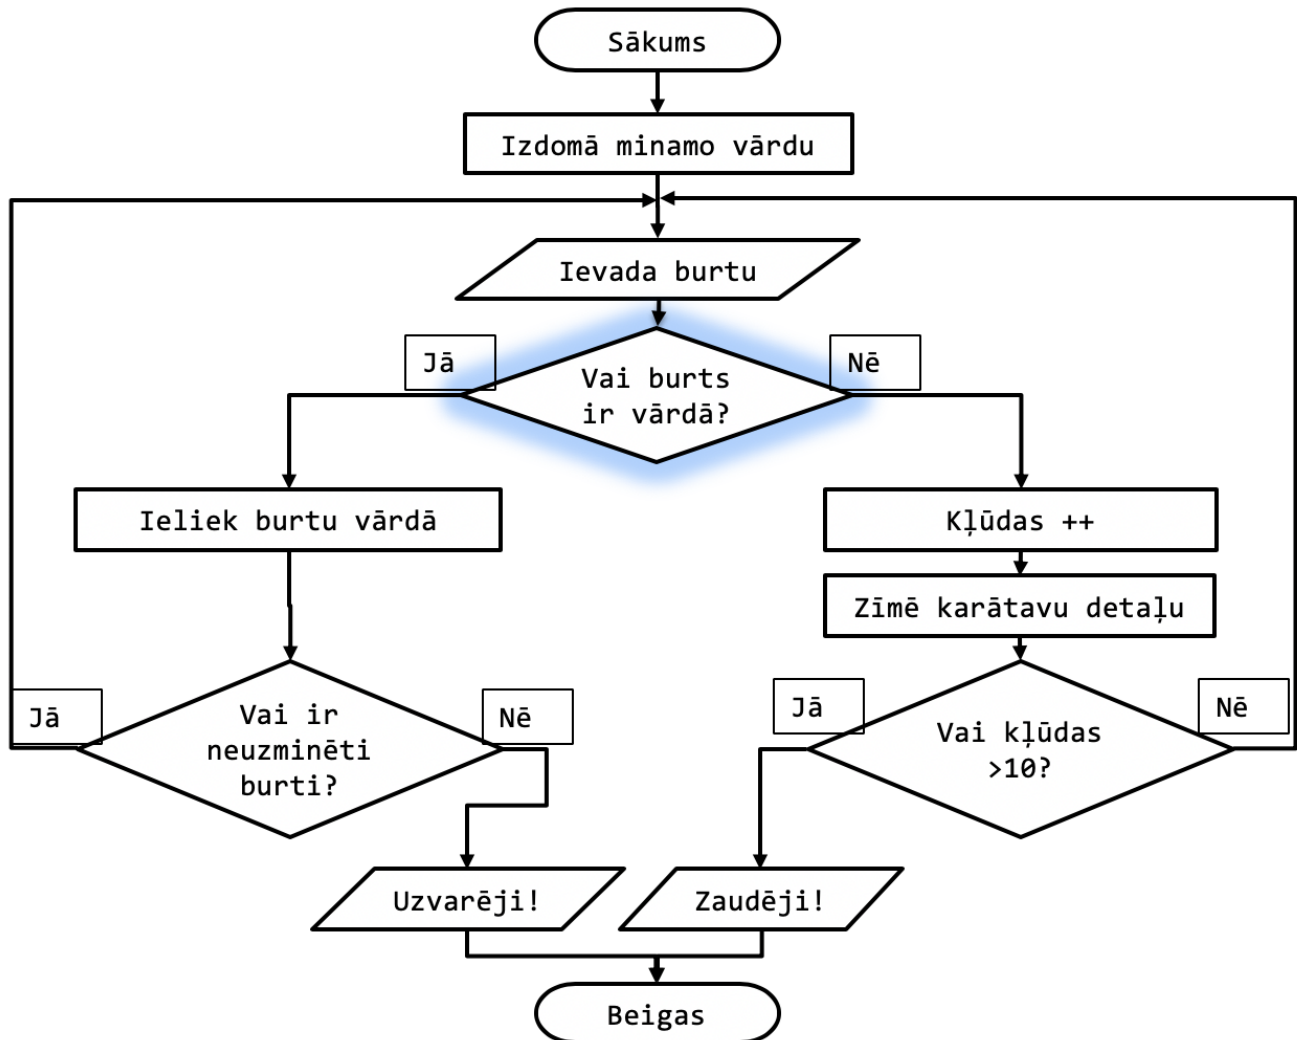 Sākums
Izdomā minamo vārdu
Ievada burtu
Jā
Vai burts
ir vārdā?
Nē
Ieliek burtu vārdā
Kļūdas ++
Zīmē karātavu detaļu
Jā
Vai ir
neuzminēti
burti?
Nē
Jā
Vai kļūdas
>10?
Nē
Uzvarēji!
Zaudēji!
Beigas